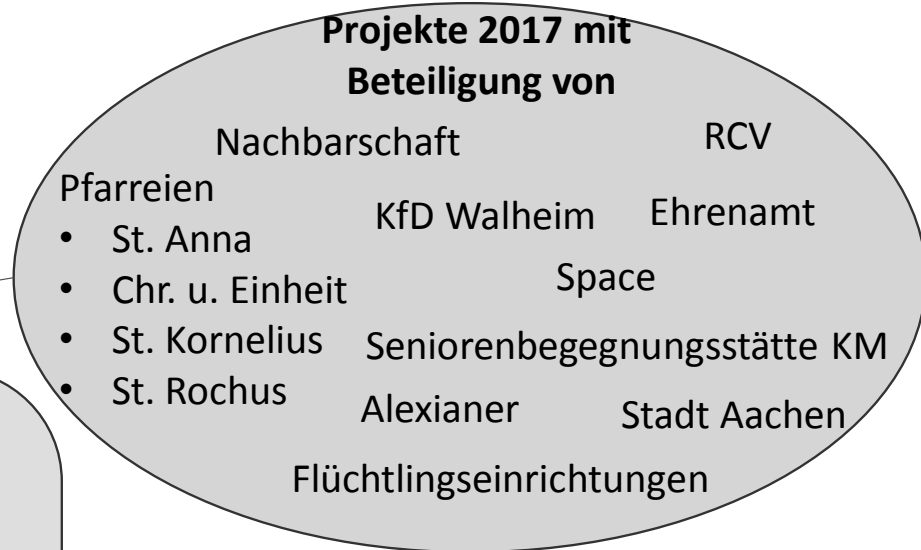 Projekte 2017 mit
Beteiligung von
Nachbarschaft
RCV
Pfarreien
KfD Walheim
Ehrenamt
• St. Anna
Space
• Chr. u. Einheit
• St. Kornelius
Seniorenbegegnungsstätte KM
• St. Rochus
Alexianer
Stadt Aachen
Flüchtlingseinrichtungen